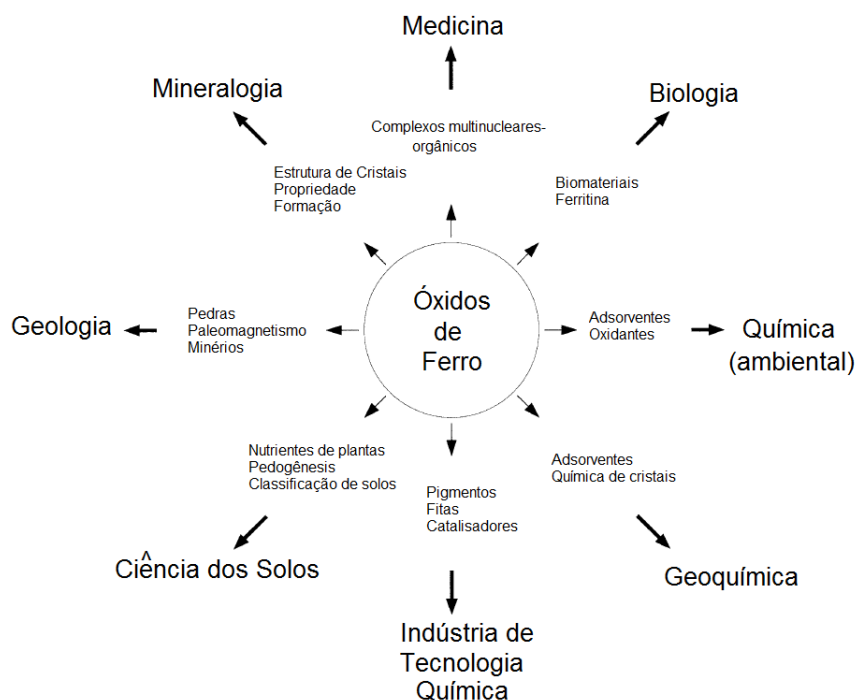 Medicina
Mineralogia
Biologia
Complexos multinucleares-
orgânicos
Estrutura de Cristais
Propriedade
Formação
Biomateriais
Ferritina
Óxidos
de
Ferro
Geologia
Pedras
Paleomagnetismo
Minérios
Adsorventes
Oxidantes
Química
(ambiental)
Nutrientes de plantas
Pedogênesis
Classificação de solos
Pigmentos
Fitas
Catalisadores
Adsorventes
Química de cristais
Ciência dos Solos
Geoquímica
Indústria de
Tecnologia
Química